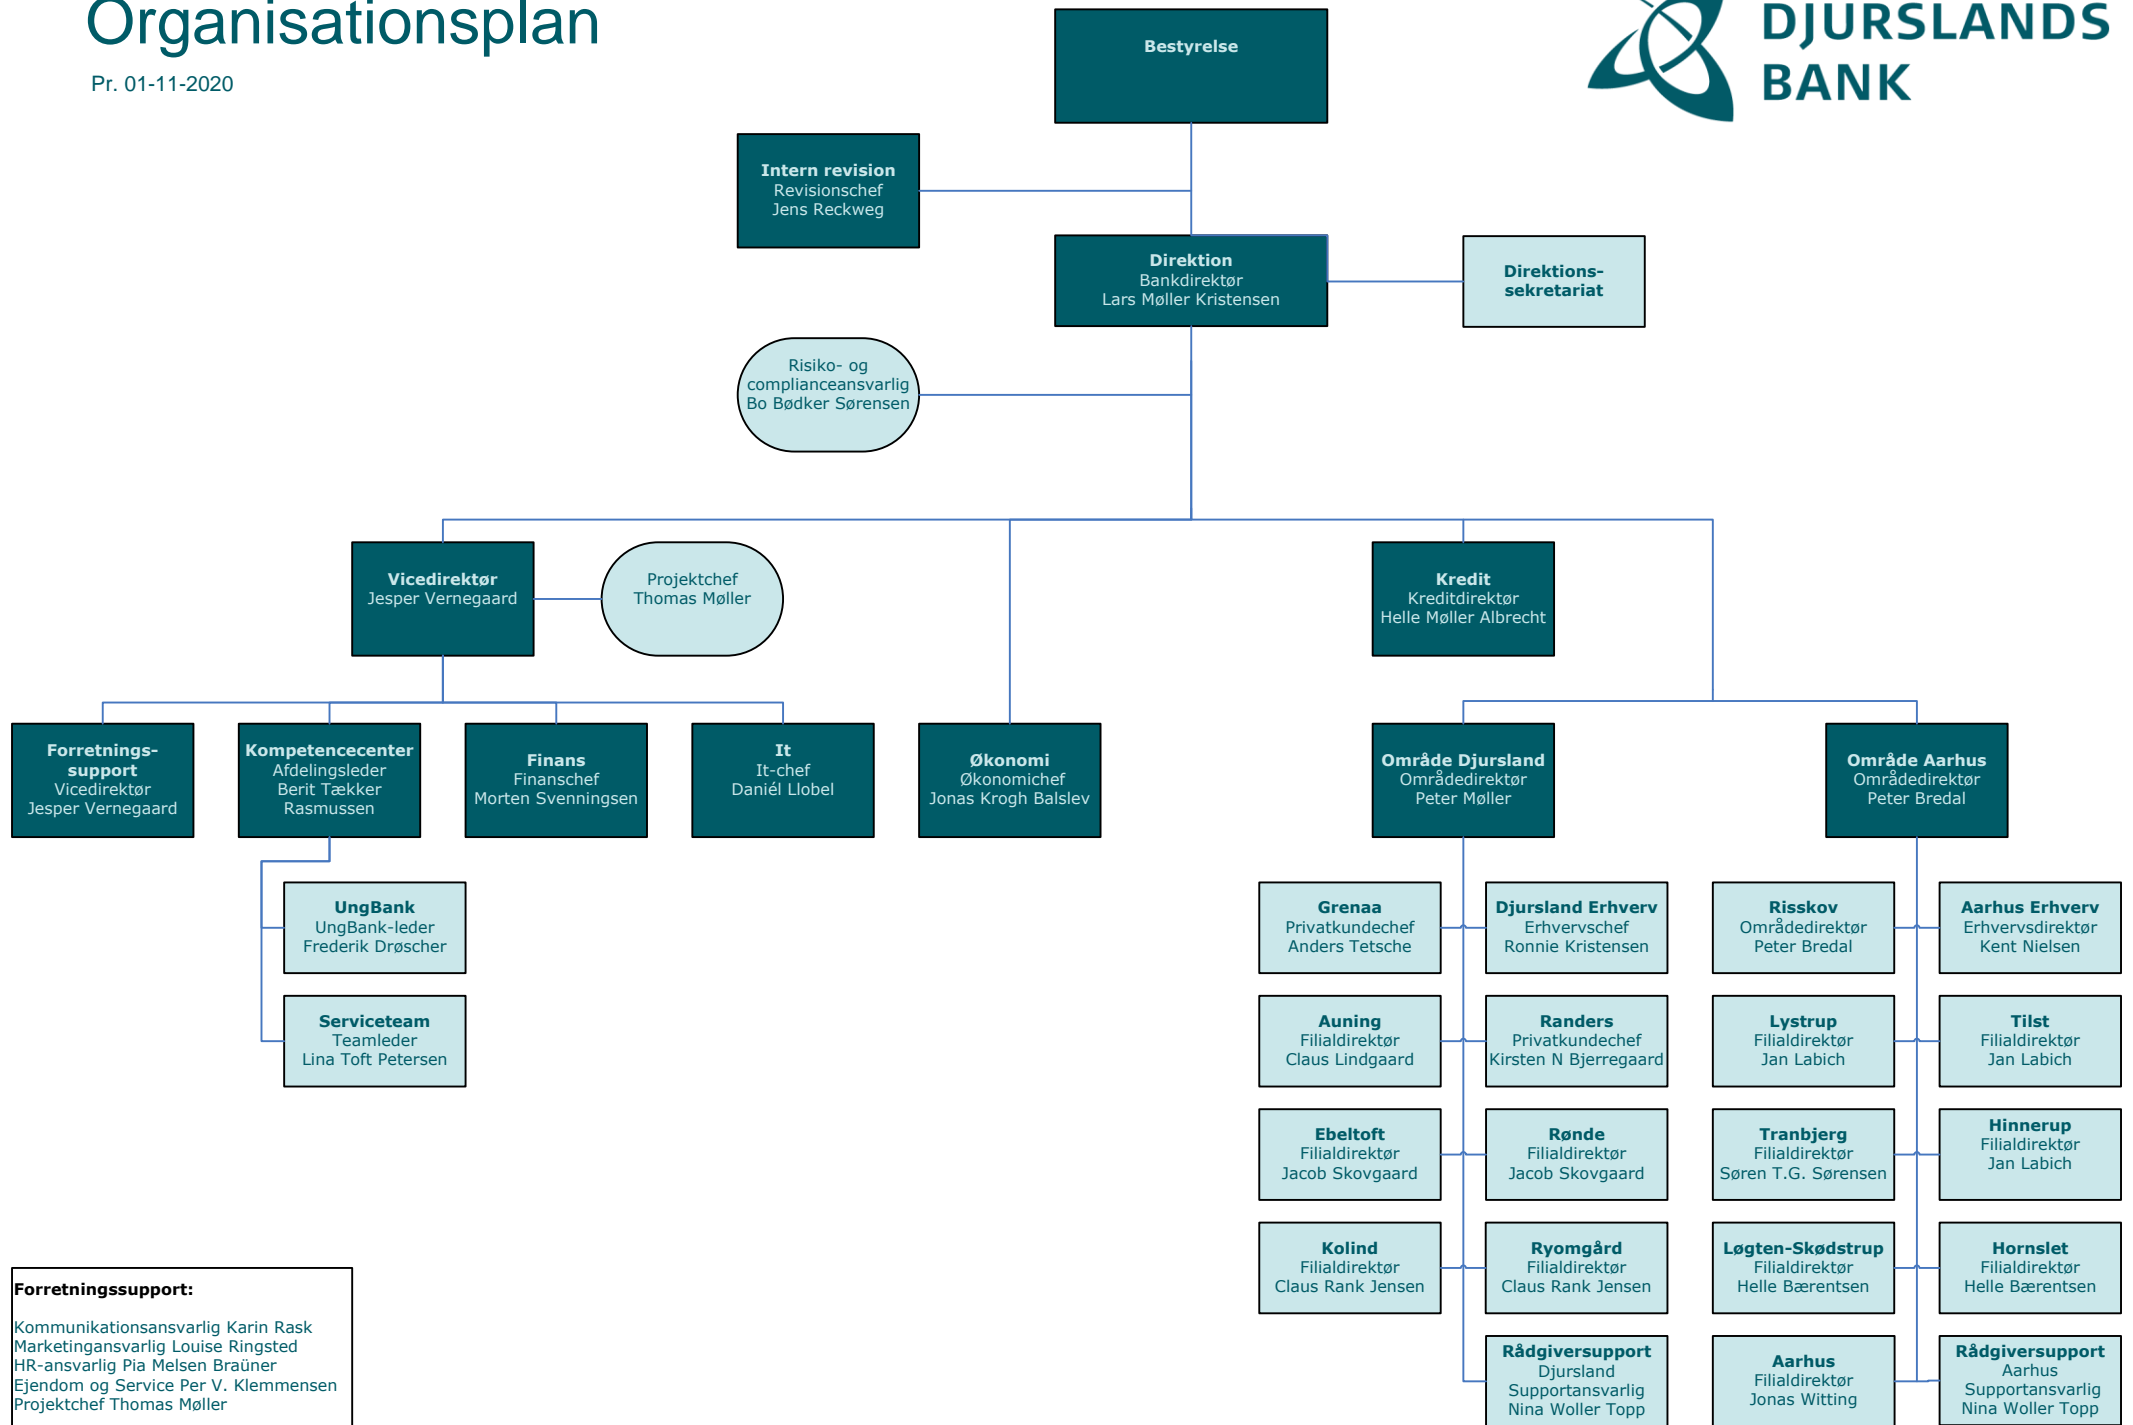 Organisationsplan
Pr. 01-11-2020
DJURSLANDS
BANK
Bestyrelse
Intern revision
Revisionschef
Jens Reckweg
Direktion
Bankdirektør
Lars Møller Kristensen
Direktions-
sekretariat
Risiko- og
complianceansvarlig
Bo Bødker Sørensen
Vicedirektør
Jesper Vernegaard
Projektchef
Thomas Møller
Kredit
Kreditdirektør
Helle Møller Albrecht
Forretnings-
support
Vicedirektør
Jesper Vernegaard
Kompetencecenter
Afdelingsleder
Berit Tækker
Rasmussen
Finans
Finanschef
Morten Svenningsen
It
It-chef
Daniél Llobel
Økonomi
Økonomichef
Jonas Krogh Balslev
Område Djursland
Områdedirektør
Peter Møller
Område Aarhus
Områdedirektør
Peter Bredal
UngBank
UngBank-leder
Frederik Drøscher
Serviceteam
Teamleder
Lina Toft Petersen
Grenaa
Privatkundechef
Anders Tetsche
Djursland Erhverv
Erhvervschef
Ronnie Kristensen
Risskov
Områdedirektør
Peter Bredal
Aarhus Erhverv
Erhvervsdirektør
Kent Nielsen
Auning
Filialdirektør
Claus Lindgaard
Randers
Privatkundechef
Kirsten N Bjerregaard
Lystrup
Filialdirektør
Jan Labich
Tilst
Filialdirektør
Jan Labich
Ebeltoft
Filialdirektør
Jacob Skovgaard
Rønde
Filialdirektør
Jacob Skovgaard
Tranbjerg
Filialdirektør
Søren T.G. Sørensen
Hinnerup
Filialdirektør
Jan Labich
Kolind
Filialdirektør
Claus Rank Jensen
Ryomgård
Filialdirektør
Claus Rank Jensen
Løgten-Skødstrup
Filialdirektør
Helle Bærentsen
Hornslet
Filialdirektør
Helle Bærentsen
Rådgiversupport
Djursland
Supportansvarlig
Nina Woller Topp
Aarhus
Filialdirektør
Jonas Witting
Rådgiversupport
Aarhus
Supportansvarlig
Nina Woller Topp
Forretningssupport:
Kommunikationsansvarlig Karin Rask
Marketingansvarlig Louise Ringsted
HR-ansvarlig Pia Melsen Braüner
Ejendom og Service Per V. Klemmensen
Projektchef Thomas Møller